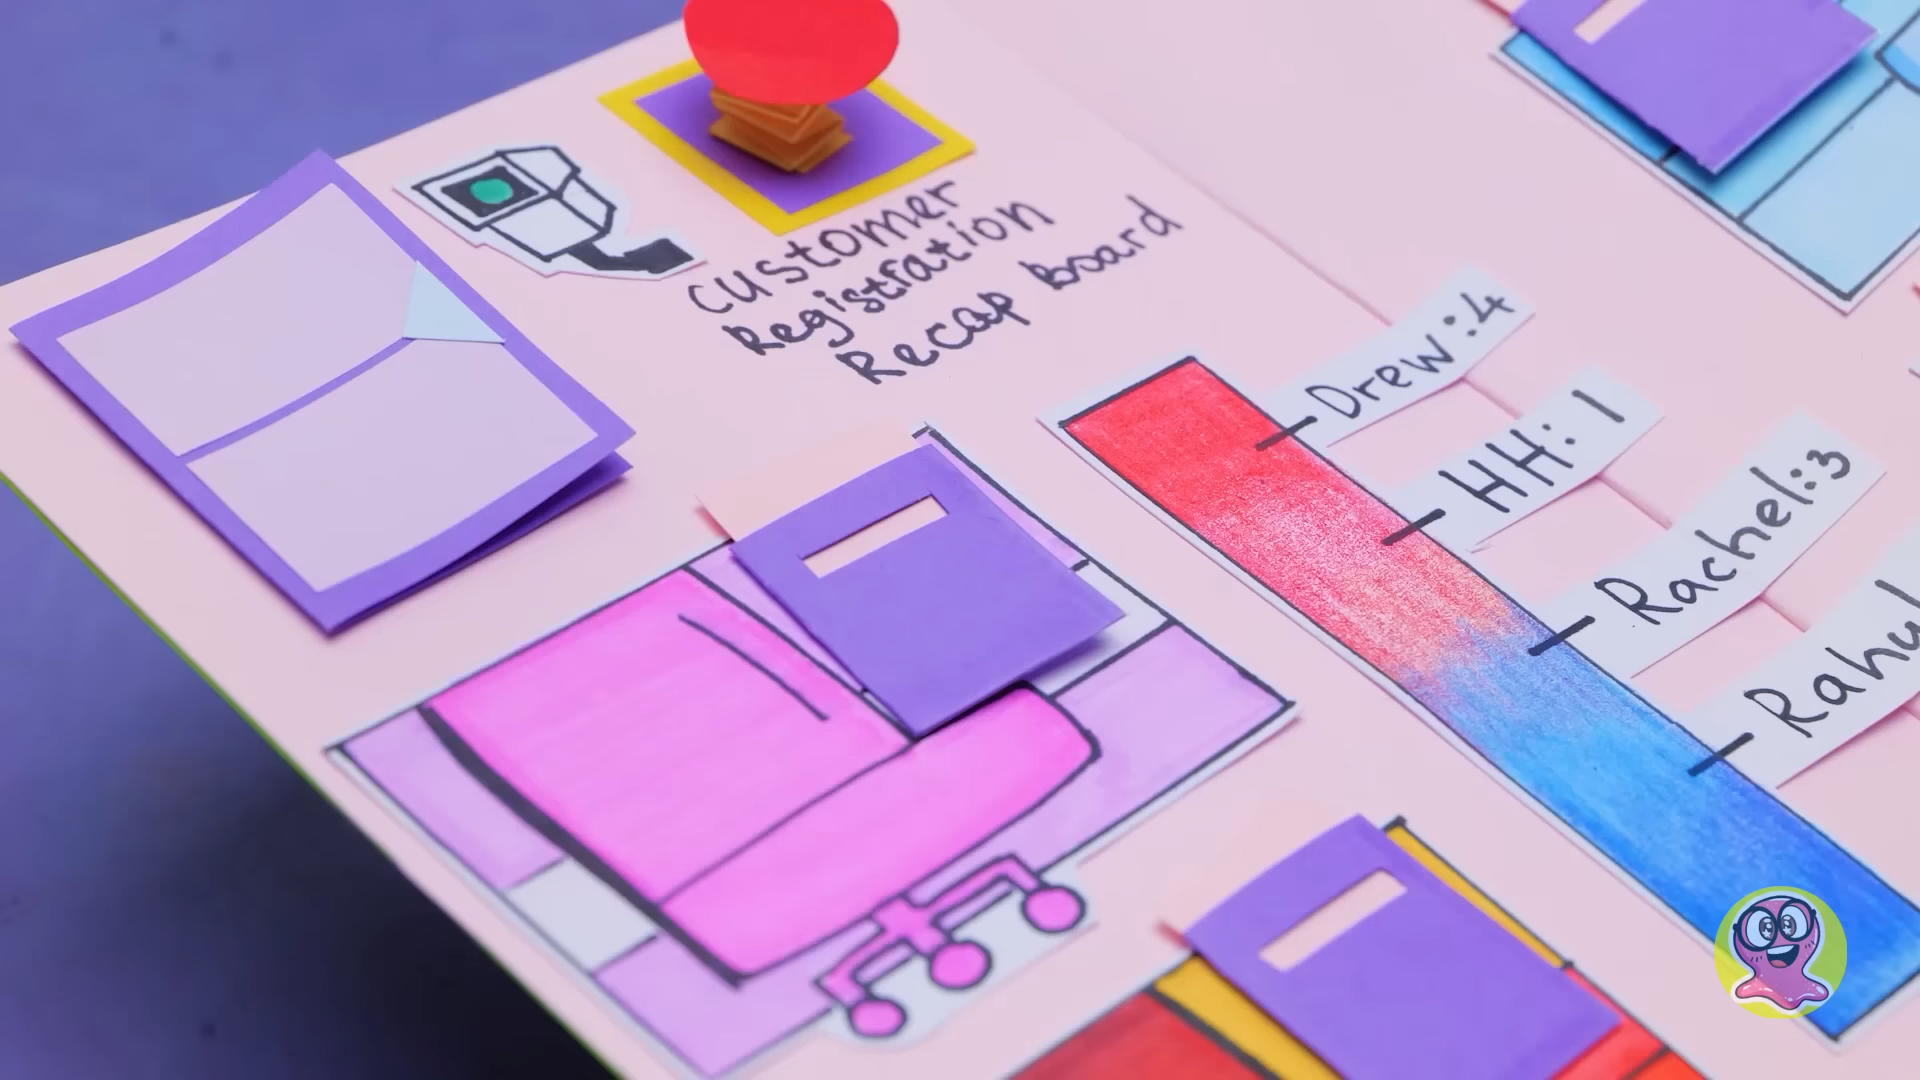 Customer
Registration
Recap board
Drew:4
HH: 1
Rachel:3